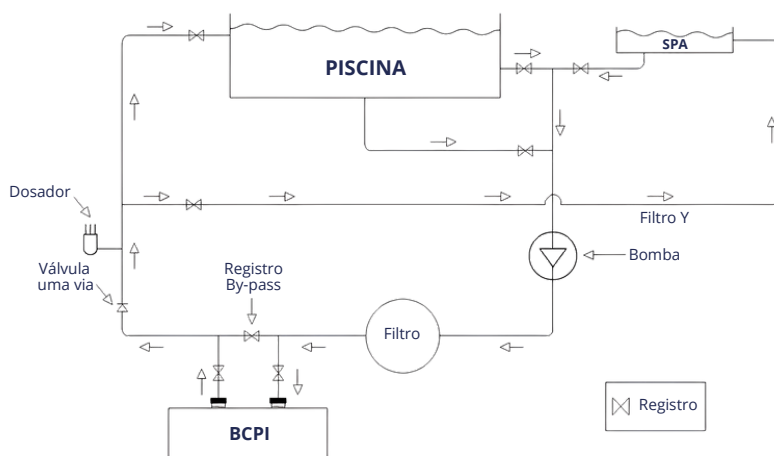 SPA
PISCINA
Dosador
Filtro Y
Bomba
Válvula
uma via
Registro
By-pass
Filtro
Registro
BCPI